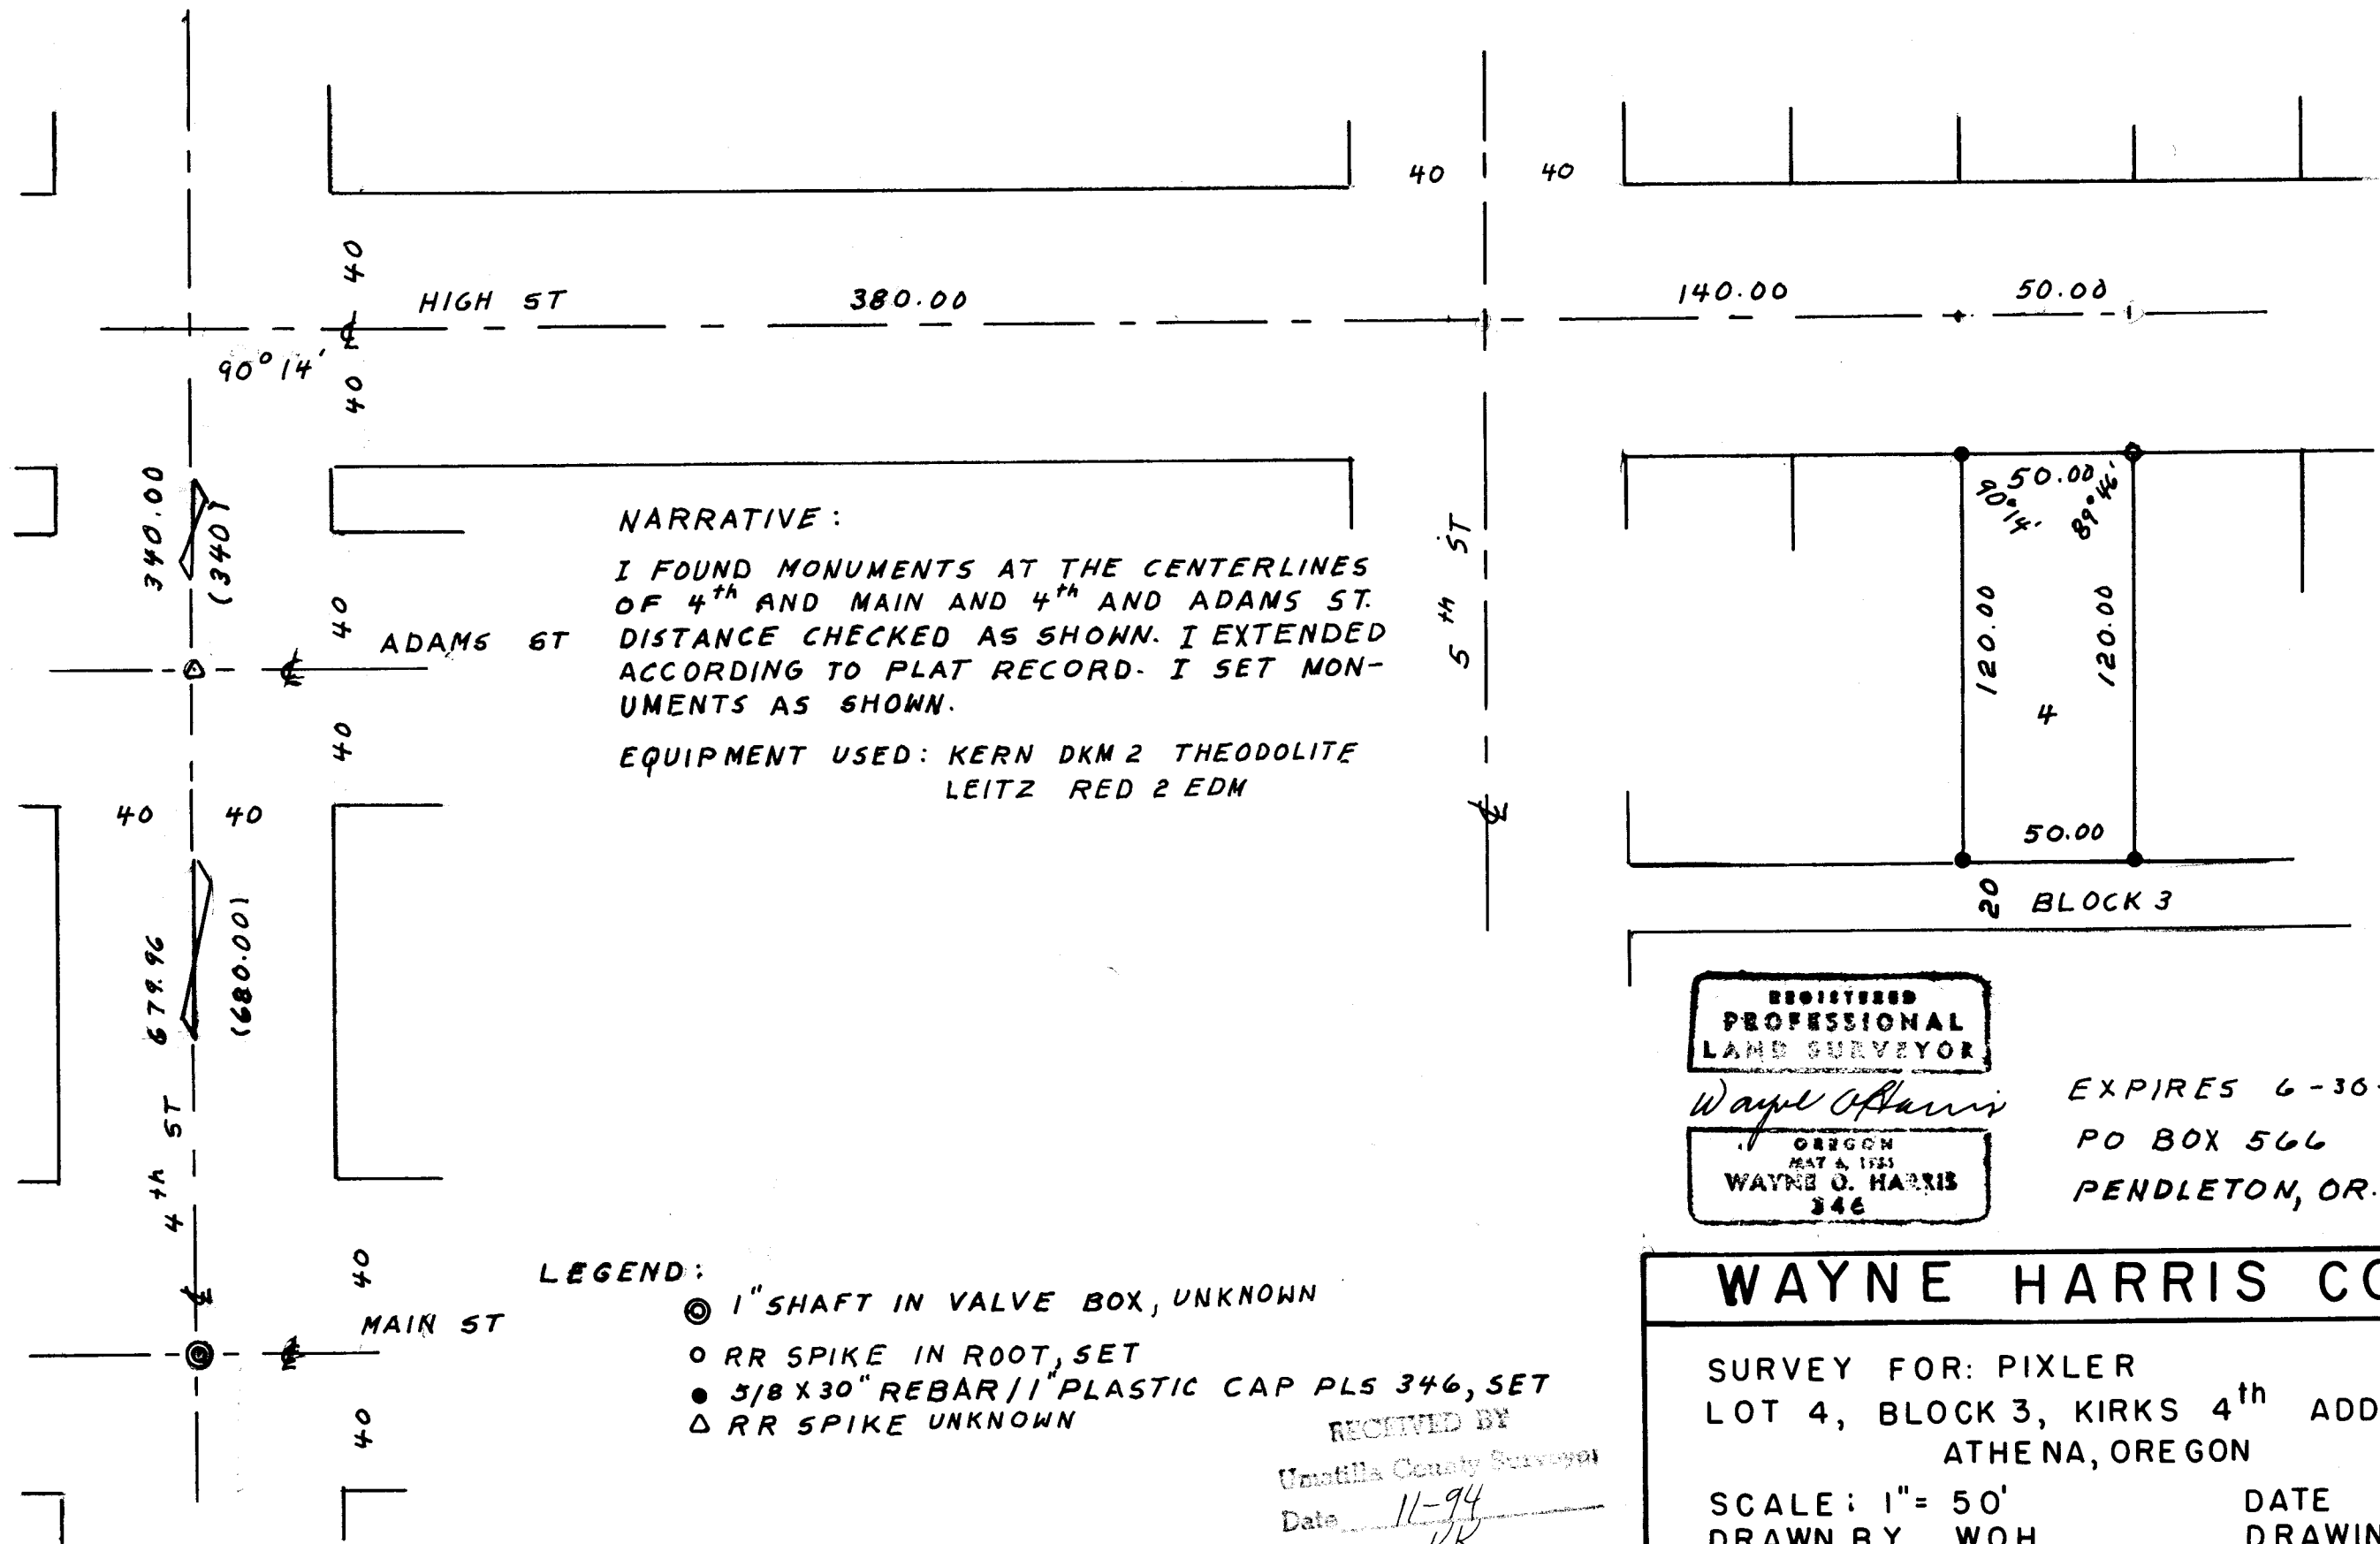 40 40
40
HIGH ST 380.00 140.00 50.00
90° 14'
40
340.00
(340)
50.00
90°14'
89°46'
NARRATIVE:
I FOUND MONUMENTS AT THE CENTERLINES
OF 4th AND MAIN AND 4th AND ADAMS ST.
DISTANCE CHECKED AS SHOWN. I EXTENDED
ACCORDING TO PLAT RECORD. I SET MON-
UMENTS AS SHOWN.
EQUIPMENT USED: KERN DKM 2 THEODOLITE
LEITZ RED 2 EDM
5th ST
40
ADAMS ST
40
120.00
120.00
4
50.00
20
BLOCK 3
40 40
679.96
(680.00)
4th ST
REGISTERED
PROFESSIONAL
LAND SURVEYOR
Wayne O Harris
OREGON
WAYNE O. HARRIS
346
EXPIRES 6-30-
PO BOX 566
PENDLETON, OR.
40
MAIN ST
40
LEGEND:
1" SHAFT IN VALVE BOX, UNKNOWN
RR SPIKE IN ROOT, SET
5/8 X 30" REBAR/1" PLASTIC CAP PLS 346, SET
RR SPIKE UNKNOWN
RECEIVED BY
Umatilla County Surveyor
Date 11-94
WAYNE HARRIS CO
SURVEY FOR: PIXLER
LOT 4, BLOCK 3, KIRKS 4th ADD
ATHENA, OREGON
SCALE: 1" = 50' DATE
DRAWN BY WOH DRAWIN